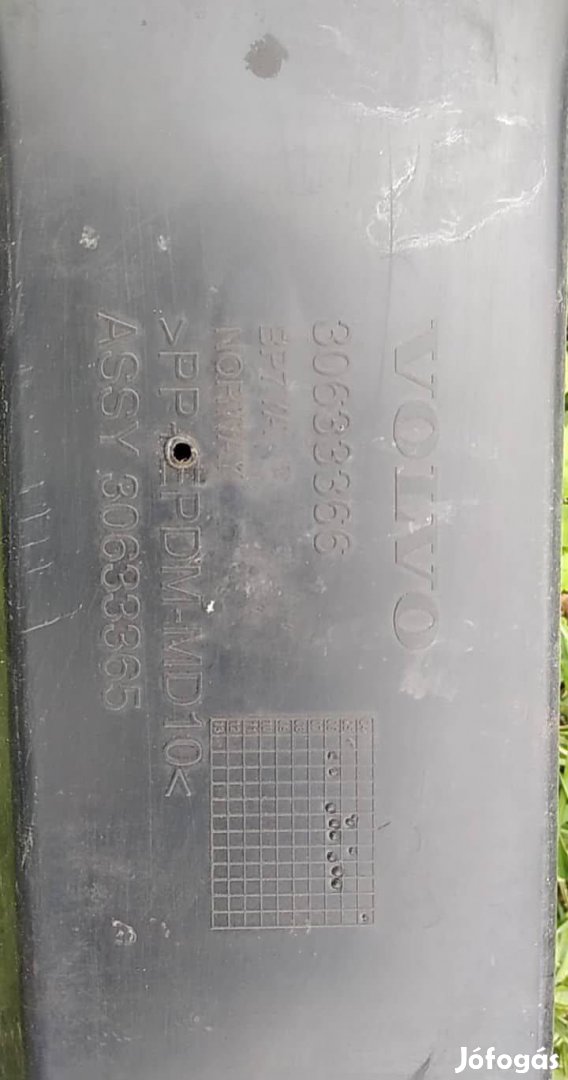 VOLVO
30633366
NORWAY
>PP-EPDM-MD10<
ASSY 30633365
Jófogás